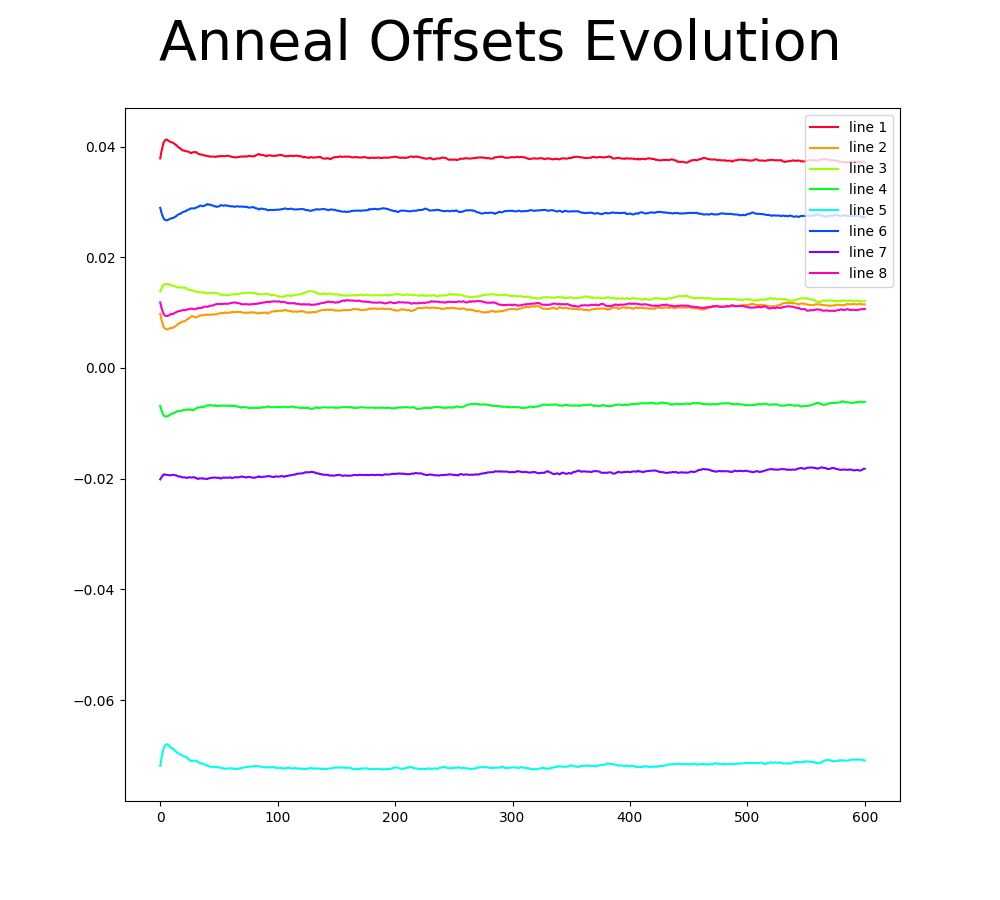 Anneal Offsets Evolution
line 1
line 2
line 3
line 4
line 5
line 6
line 7
line 8
0.04
0.02
0.00
−0.02
−0.04
−0.06
0 100 200 300 400 500 600